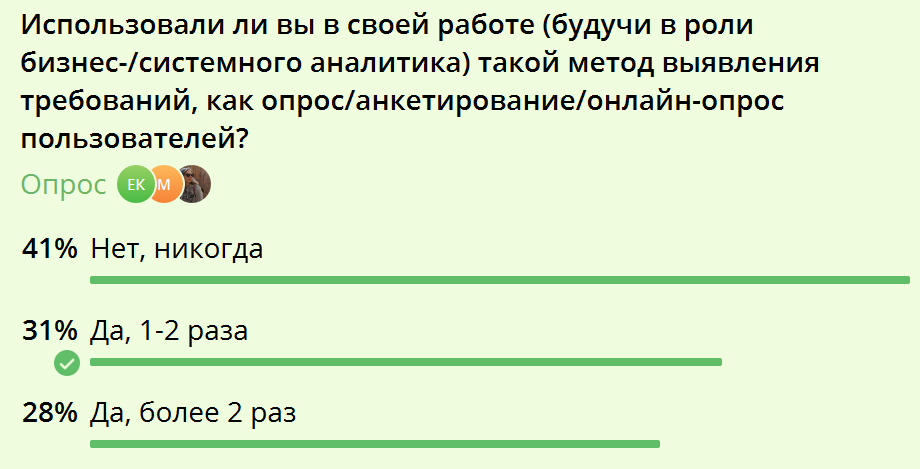 Использовали ли вы в своей работе (будучи в роли
бизнес-/системного аналитика) такой метод выявления
требований, как опрос/анкетирование/онлайн-опрос
пользователей?
Опрос EK M
41% Нет, никогда
31% Да, 1-2 раза
28% Да, более 2 раз